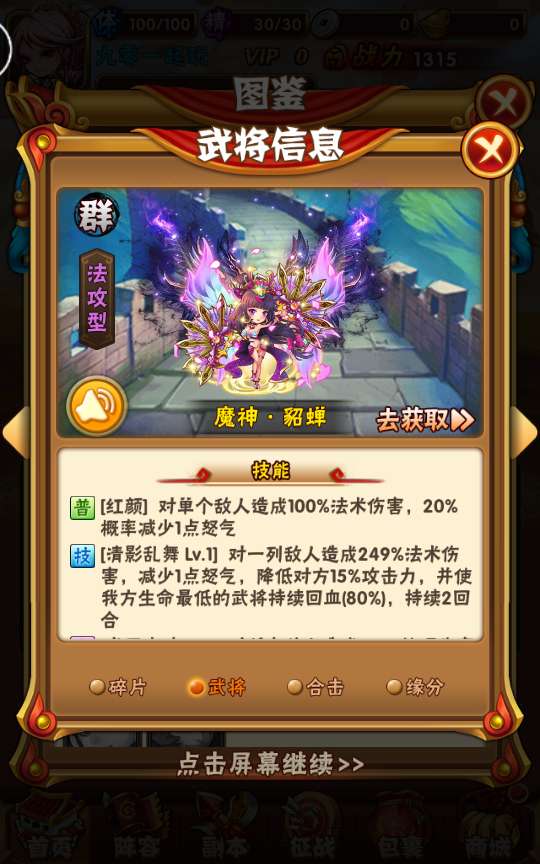 体 100/100 精 30/30 0 0
九零一起玩 VIP 0 战力 1315
图鉴
武将信息
群
法攻型
魔神·貂蝉
去获取
技能
普 [红颜] 对单个敌人造成100%法术伤害，20%
概率减少1点怒气
技 [清影乱舞 Lv.1] 对一列敌人造成249%法术伤
害，减少1点怒气，降低对方15%攻击力，并使
我方生命最低的武将持续回血(80%)，持续2回
合
碎片 武将 合击 缘分
点击屏幕继续>>
首页 阵容 副本 征战 包裹 商城